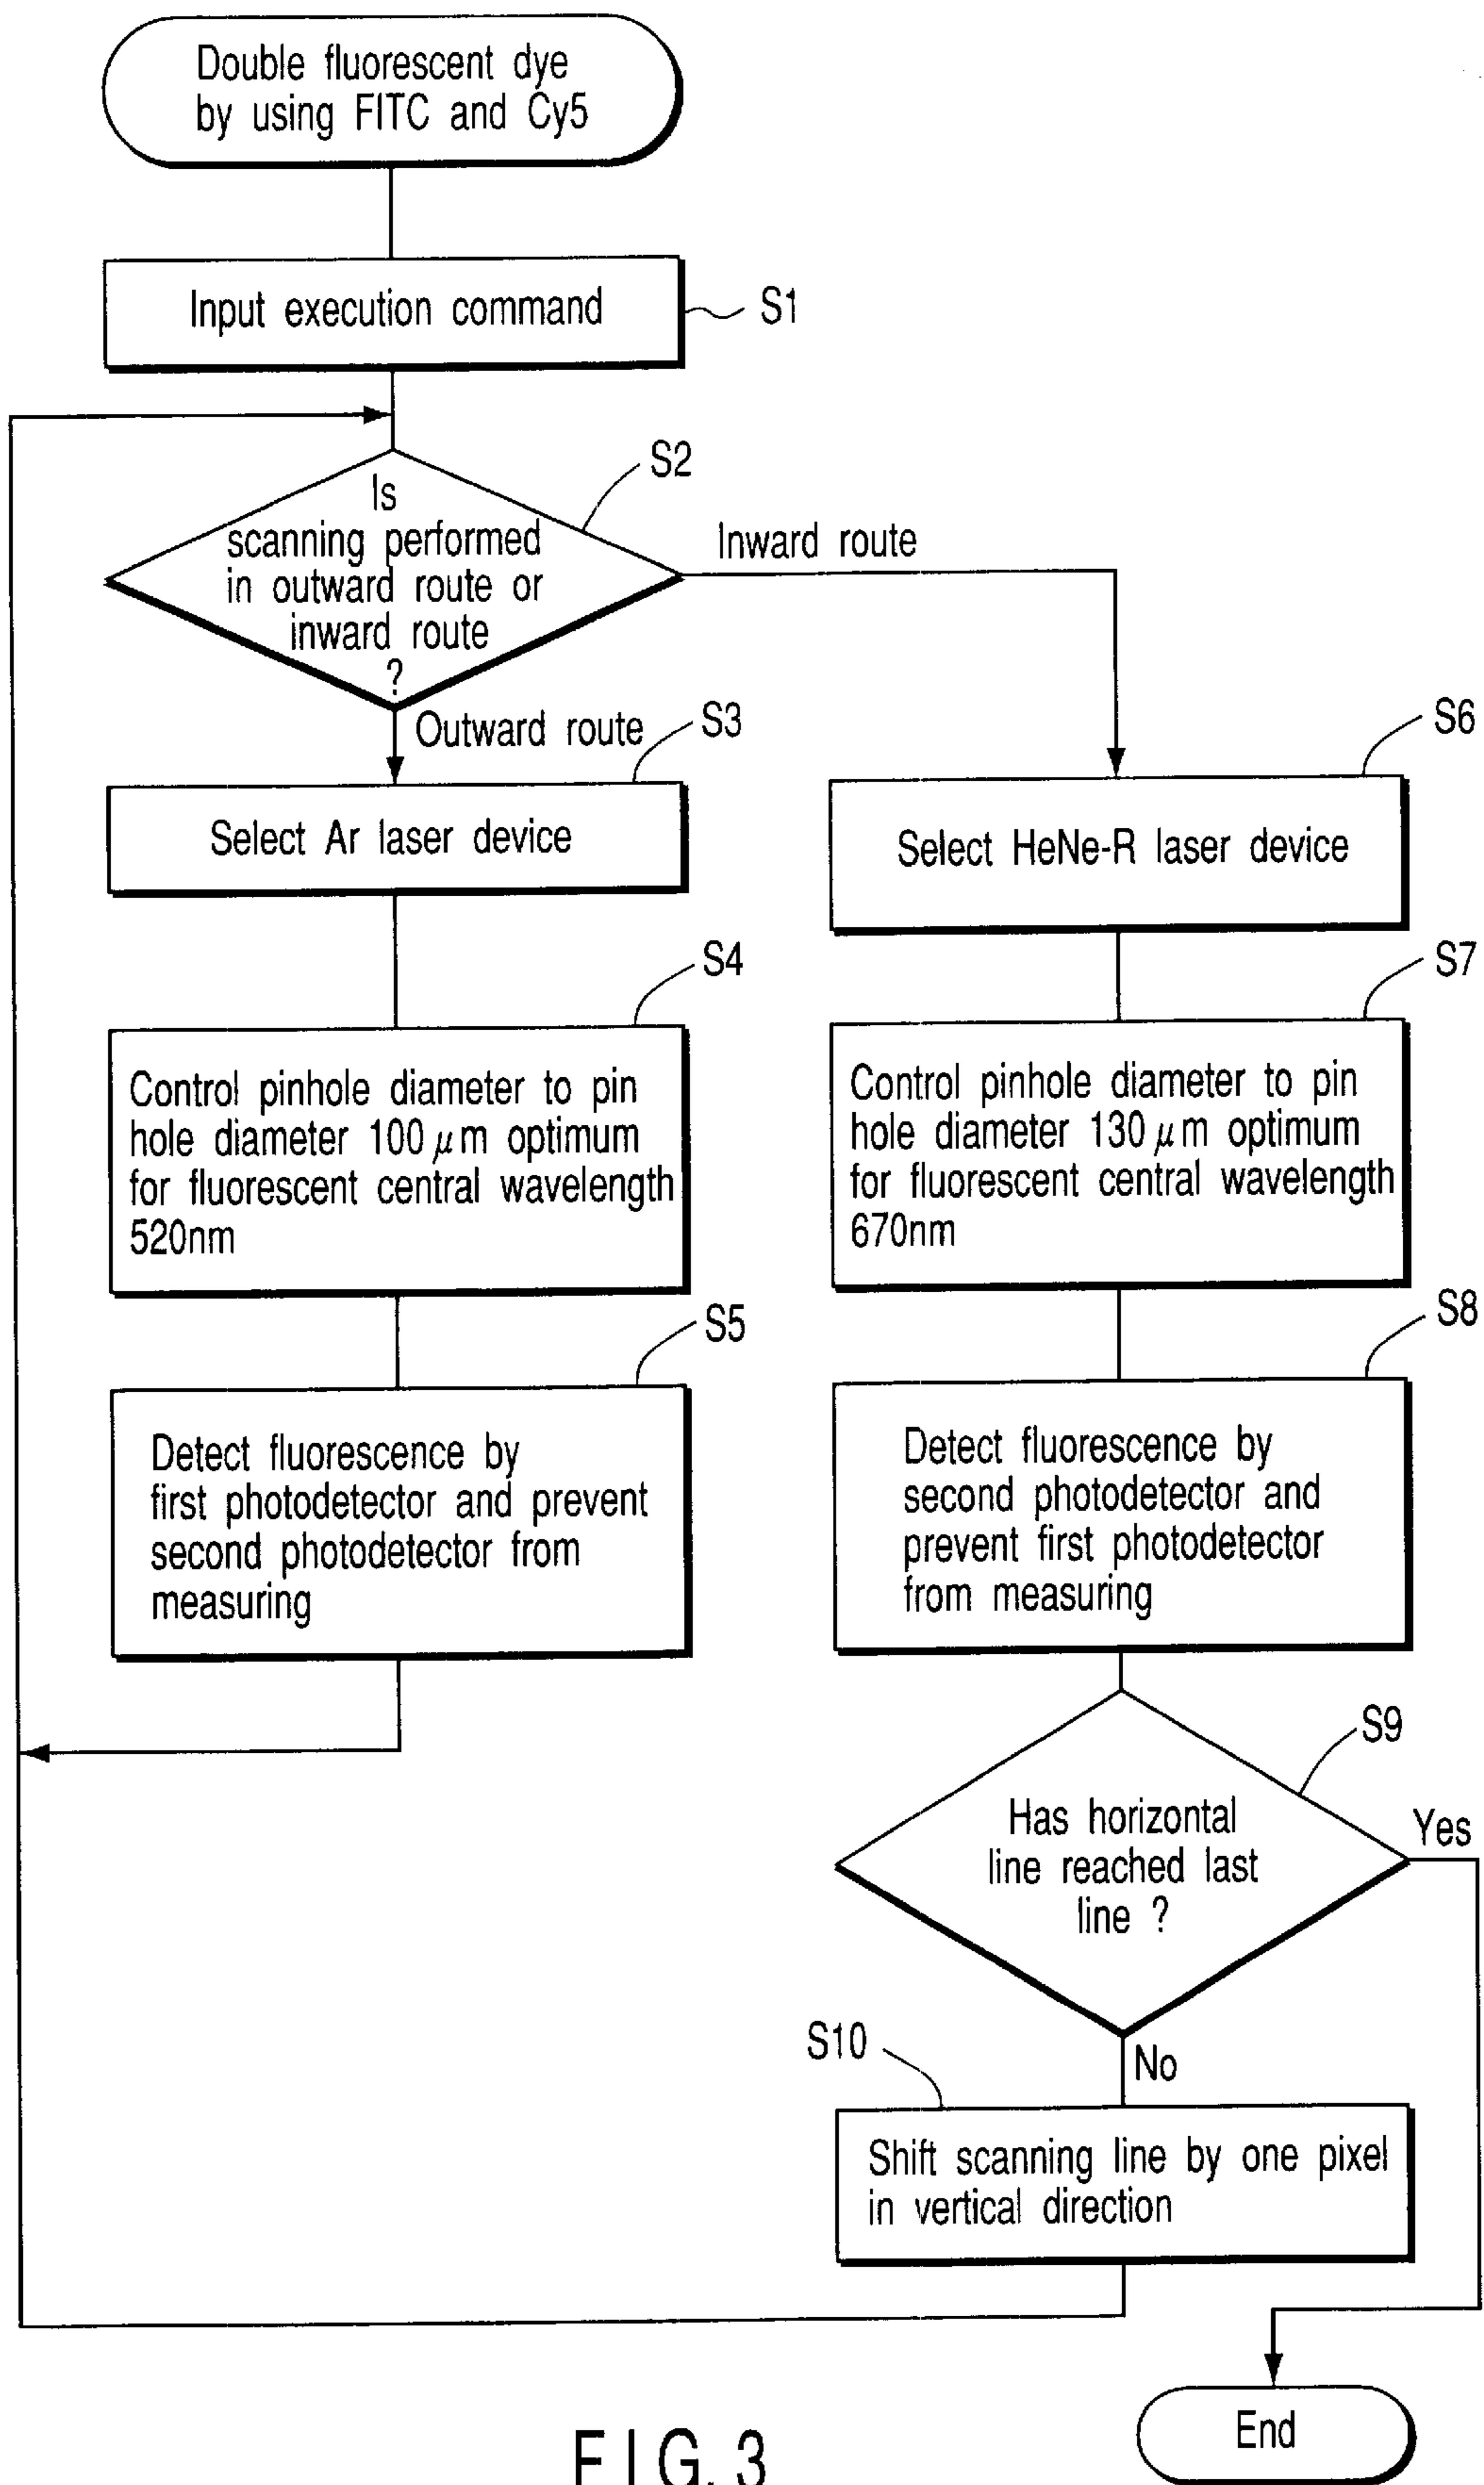 Double fluorescent dye
by using FITC and Cy5
Input execution command
S1
S2
Is
scanning performed
in outward route or
inward route
?
Inward route
Outward route
S3
Select Ar laser device
S6
Select HeNe-R laser device
S4
Control pinhole diameter to pin
hole diameter 100 μm optimum
for fluorescent central wavelength
520nm
S7
Control pinhole diameter to pin
hole diameter 130 μm optimum
for fluorescent central wavelength
670nm
S5
Detect fluorescence by
first photodetector and prevent
second photodetector from
measuring
S8
Detect fluorescence by
second photodetector and
prevent first photodetector
from measuring
S9
Has horizontal
line reached last
line ?
Yes
No
S10
Shift scanning line by one pixel
in vertical direction
End
FIG. 3